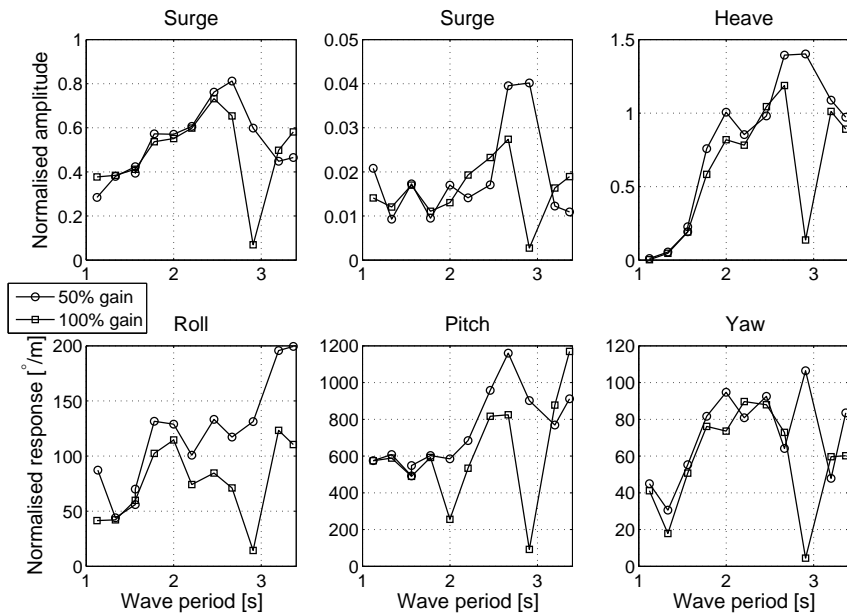 Surge
Surge
Heave
Normalised amplitude
1
0.8
0.6
0.4
0.2
0
1 2 3
0.05
0.04
0.03
0.02
0.01
0
1 2 3
1.5
1
0.5
0
1 2 3
50% gain
100% gain
Roll
Pitch
Yaw
Normalised response [°/m]
200
150
100
50
0
1 2 3
Wave period [s]
1200
1000
800
600
400
200
0
1 2 3
Wave period [s]
120
100
80
60
40
20
0
1 2 3
Wave period [s]